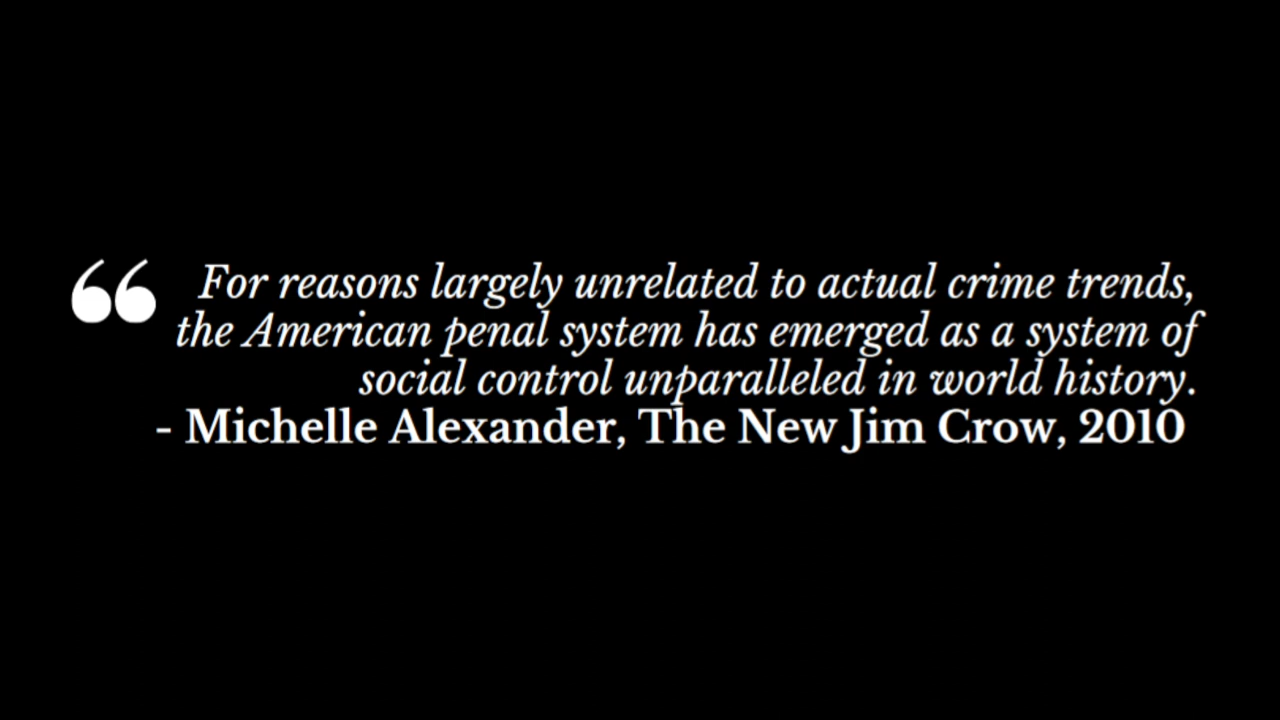 “ For reasons largely unrelated to actual crime trends,
the American penal system has emerged as a system of
social control unparalleled in world history.
- Michelle Alexander, The New Jim Crow, 2010